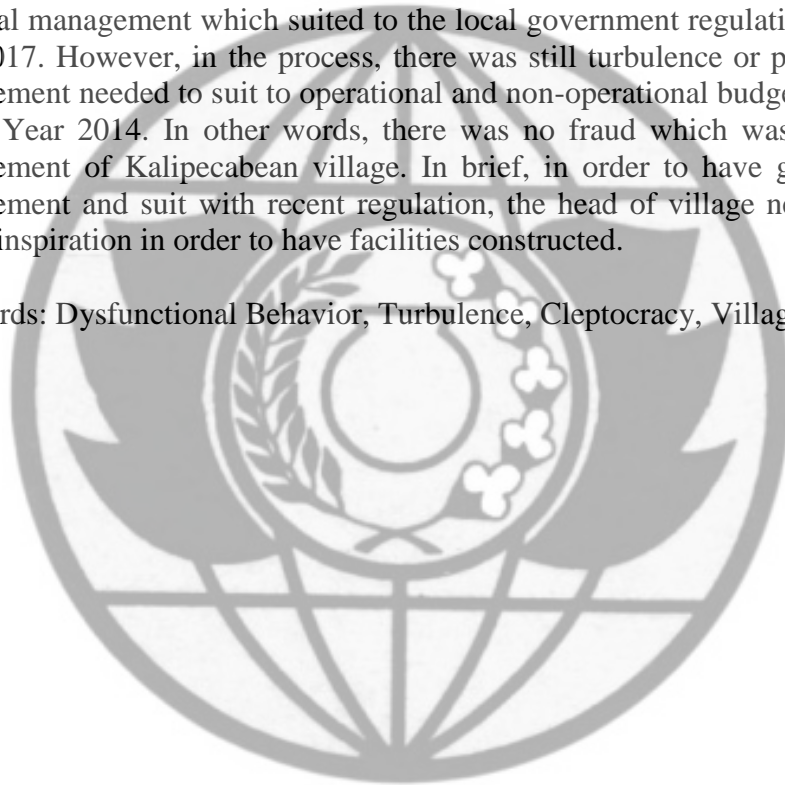 al management which suited to the local government regulati
017. However, in the process, there was still turbulence or p
ement needed to suit to operational and non-operational budge
Year 2014. In other words, there was no fraud which was
ement of Kalipecabean village. In brief, in order to have g
ement and suit with recent regulation, the head of village ne
inspiration in order to have facilities constructed.
rds: Dysfunctional Behavior, Turbulence, Cleptocracy, Villag